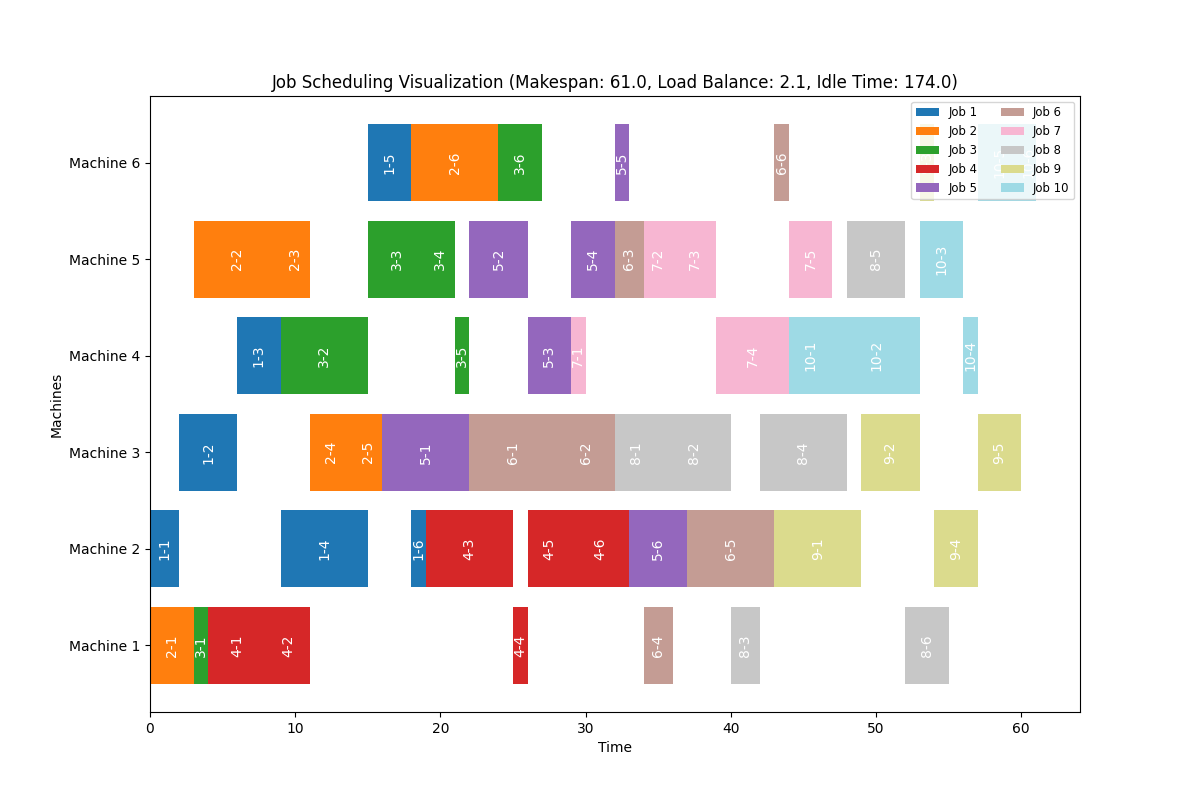 Job Scheduling Visualization (Makespan: 61.0, Load Balance: 2.1, Idle Time: 174.0)
Job 1
Job 2
Job 3
Job 4
Job 5
Job 6
Job 7
Job 8
Job 9
Job 10
Machines
Machine 6
1-5
2-6
3-6
5-5
6-6
Machine 5
2-2
2-3
3-3
3-4
5-2
5-4
6-3
7-2
7-3
7-5
8-5
10-3
Machine 4
1-3
3-2
3-5
5-3
7-1
7-4
10-1
10-2
10-4
Machine 3
1-2
2-4
2-5
5-1
6-1
6-2
8-1
8-2
8-4
9-2
9-5
Machine 2
1-1
1-4
1-6
4-3
4-5
4-6
5-6
6-5
9-1
9-4
Machine 1
2-1
3-1
4-1
4-2
4-4
6-4
8-3
8-6
0 10 20 30 40 50 60
Time